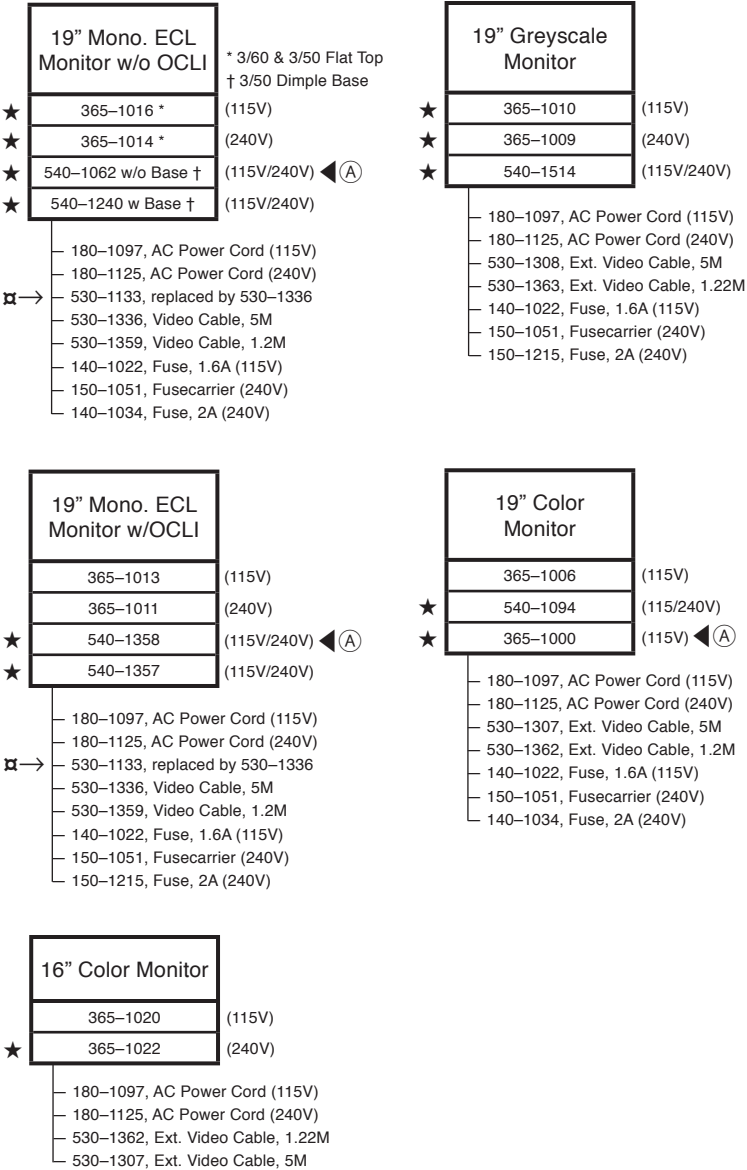 19” Mono. ECL
Monitor w/o OCLI
* 3/60 & 3/50 Flat Top
† 3/50 Dimple Base
★ 365–1016 * (115V)
★ 365–1014 * (240V)
★ 540–1062 w/o Base † (115V/240V) ◀ Ⓐ
★ 540–1240 w Base † (115V/240V)
180–1097, AC Power Cord (115V)
180–1125, AC Power Cord (240V)
¤→ 530–1133, replaced by 530–1336
530–1336, Video Cable, 5M
530–1359, Video Cable, 1.2M
140–1022, Fuse, 1.6A (115V)
150–1051, Fusecarrier (240V)
140–1034, Fuse, 2A (240V)
19” Greyscale
Monitor
★ 365–1010 (115V)
★ 365–1009 (240V)
★ 540–1514 (115V/240V)
180–1097, AC Power Cord (115V)
180–1125, AC Power Cord (240V)
530–1308, Ext. Video Cable, 5M
530–1363, Ext. Video Cable, 1.22M
140–1022, Fuse, 1.6A (115V)
150–1051, Fusecarrier (240V)
150–1215, Fuse, 2A (240V)
19” Mono. ECL
Monitor w/OCLI
365–1013 (115V)
365–1011 (240V)
★ 540–1358 (115V/240V) ◀ Ⓐ
★ 540–1357 (115V/240V)
180–1097, AC Power Cord (115V)
180–1125, AC Power Cord (240V)
¤→ 530–1133, replaced by 530–1336
530–1336, Video Cable, 5M
530–1359, Video Cable, 1.2M
140–1022, Fuse, 1.6A (115V)
150–1051, Fusecarrier (240V)
150–1215, Fuse, 2A (240V)
19” Color
Monitor
365–1006 (115V)
★ 540–1094 (115/240V)
★ 365–1000 (115V) ◀ Ⓐ
180–1097, AC Power Cord (115V)
180–1125, AC Power Cord (240V)
530–1307, Ext. Video Cable, 5M
530–1362, Ext. Video Cable, 1.2M
140–1022, Fuse, 1.6A (115V)
150–1051, Fusecarrier (240V)
140–1034, Fuse, 2A (240V)
16” Color Monitor
365–1020 (115V)
★ 365–1022 (240V)
180–1097, AC Power Cord (115V)
180–1125, AC Power Cord (240V)
530–1362, Ext. Video Cable, 1.22M
530–1307, Ext. Video Cable, 5M